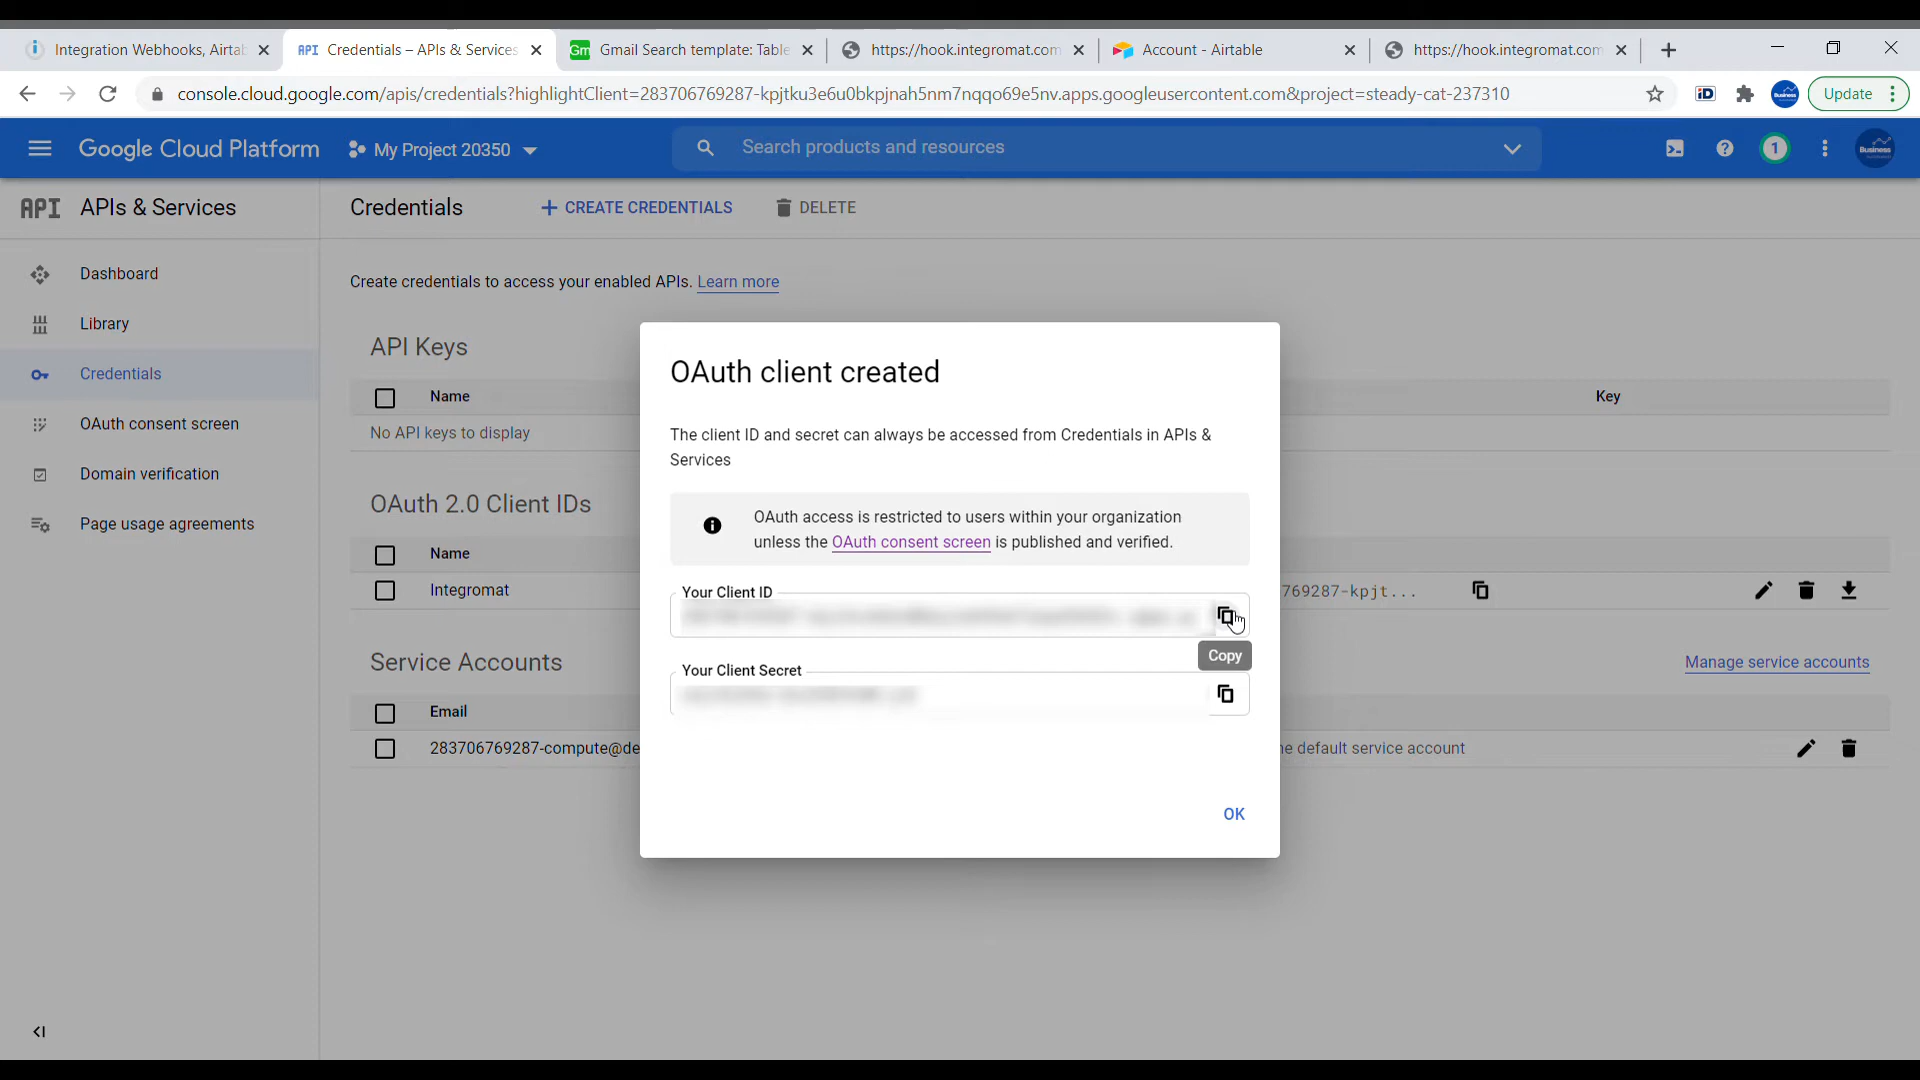 Integration Webhooks, Airtab
API Credentials – APIs & Services
Gm Gmail Search template: Table
https://hook.integromat.com
Account - Airtable
https://hook.integromat.com
console.cloud.google.com/apis/credentials?highlightClient=283706769287-kpjtku3e6u0bkpjnah5nm7nqqo69e5nv.apps.googleusercontent.com&project=steady-cat-237310
iD
Update
Google Cloud Platform
My Project 20350
Search products and resources
1
Business
API APIs & Services
Credentials
CREATE CREDENTIALS
DELETE
Dashboard
Library
Credentials
OAuth consent screen
Domain verification
Page usage agreements
Create credentials to access your enabled APIs. Learn more
API Keys
Name
Key
No API keys to display
OAuth 2.0 Client IDs
Name
Integromat
769287-kpjt...
Service Accounts
Manage service accounts
Email
283706769287-compute@de
he default service account
OAuth client created
The client ID and secret can always be accessed from Credentials in APIs &
Services
OAuth access is restricted to users within your organization
unless the OAuth consent screen is published and verified.
Your Client ID
Copy
Your Client Secret
OK